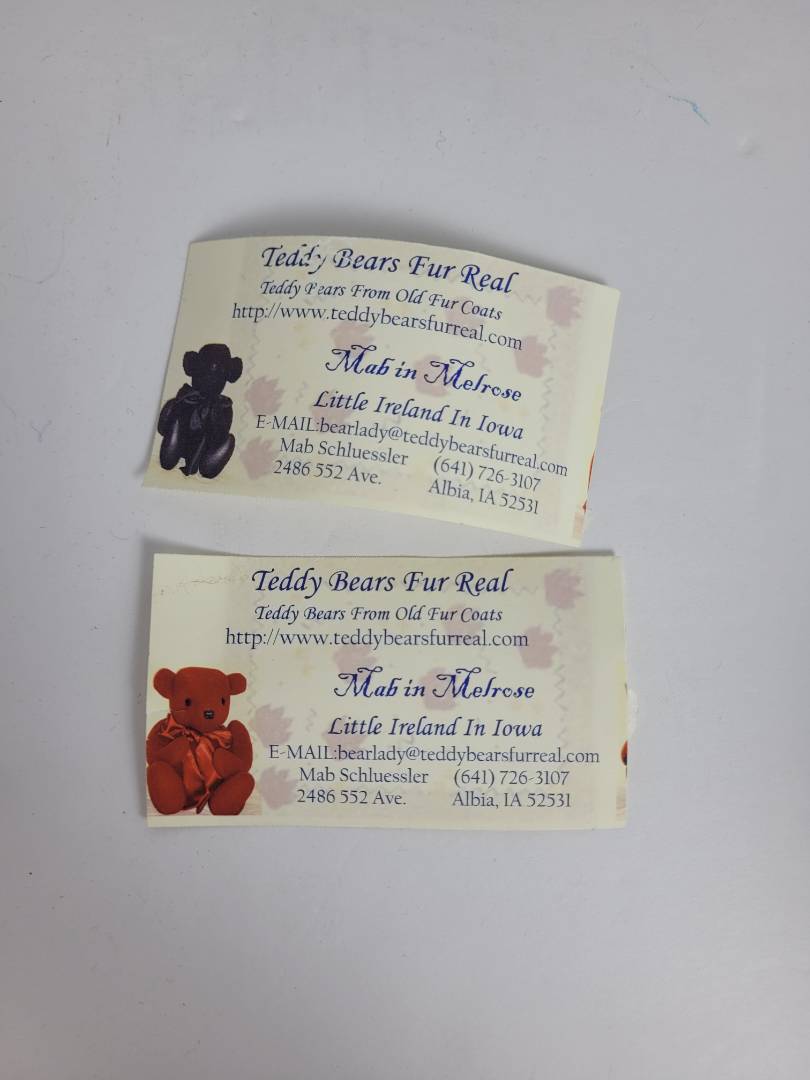 Teddy Bears Fur Real
Teddy Bears From Old Fur Coats
http://www.teddybearsfurreal.com
Mab in Melrose
Little Ireland In Iowa
E-MAIL:bearlady@teddybearsfurreal.com
Mab Schluessler (641) 726-3107
2486 552 Ave. Albia, IA 52531
Teddy Bears Fur Real
Teddy Bears From Old Fur Coats
http://www.teddybearsfurreal.com
Mab in Melrose
Little Ireland In Iowa
E-MAIL:bearlady@teddybearsfurreal.com
Mab Schluessler (641) 726-3107
2486 552 Ave. Albia, IA 52531